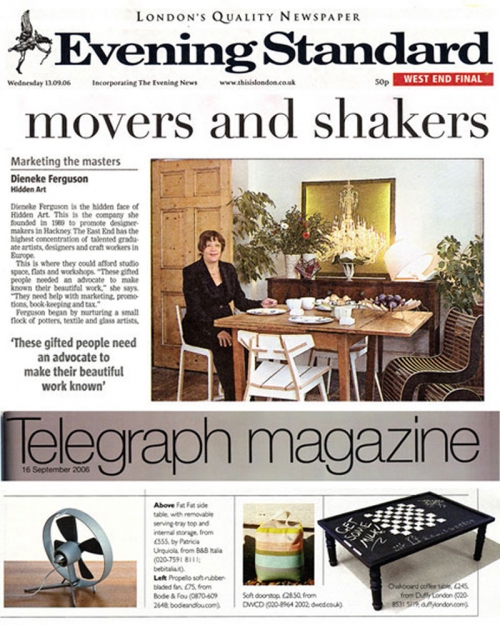 LONDON'S QUALITY NEWSPAPER
Evening Standard
Wednesday 13.09.06 Incorporating The Evening News www.thisislondon.co.uk 50p WEST END FINAL
movers and shakers
Marketing the masters
Dieneke Ferguson
Hidden Art
Dieneke Ferguson is the hidden face of
Hidden Art. This is the company she
founded in 1989 to promote designer-
makers in Hackney. The East End has the
highest concentration of talented gradu-
ate artists, designers and craft workers in
Europe.
This is where they could afford studio
space, flats and workshops. "These gifted
people needed an advocate to make
known their beautiful work," she says.
"They need help with marketing, promo-
tions, book-keeping and tax."
Ferguson began by nurturing a small
flock of potters, textile and glass artists,
'These gifted people need
an advocate to
make their beautiful
work known'
Telegraph magazine
16 September 2006
Above Fat Fat side
table, with removable
serving-tray top and
internal storage, from
£555, by Patricia
Urquiola, from B&B Italia
(020-7591 8111;
bebitalia.it).
Left Propello soft-rubber-
bladed fan, £75, from
Bodie & Fou (0870-609
2648; bodieandfou.com).
Soft doorstop, £28.50, from
DWCD (020-8964 2002; dwcd.co.uk).
GET
SOME
MILK
Chalkboard coffee table, £245,
from Duffy London (020-
8531 5119; duffylondon.com).